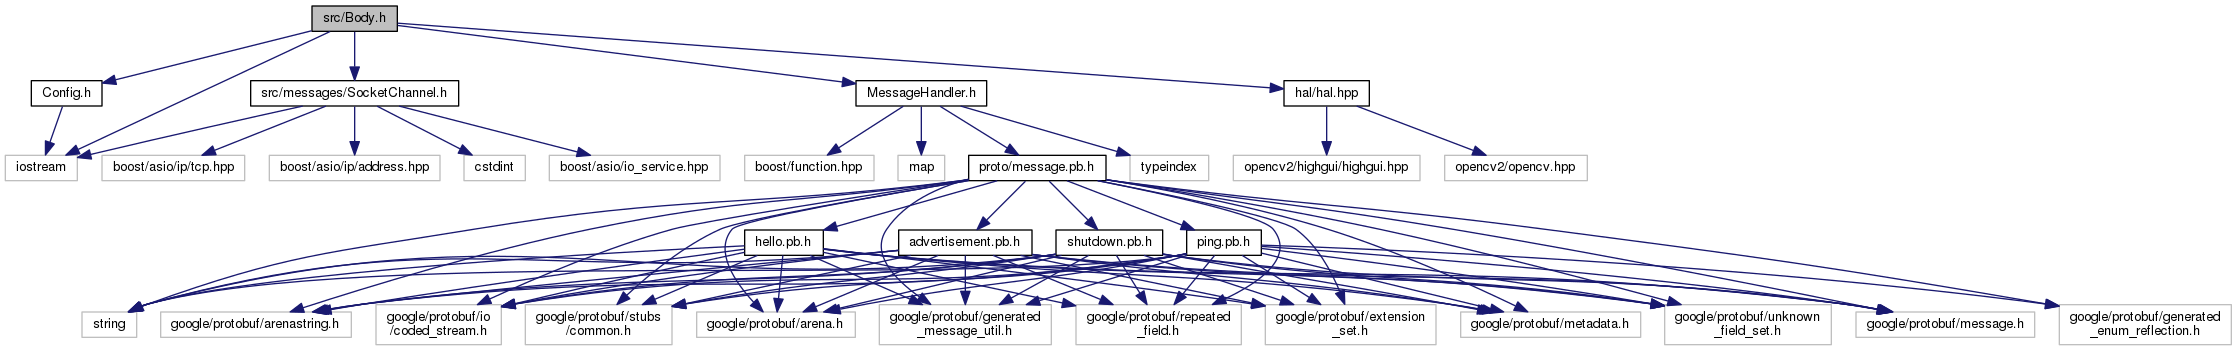 src/Body.h
Config.h
src/messages/SocketChannel.h
MessageHandler.h
hal/hal.hpp
iostream
boost/asio/ip/tcp.hpp
boost/asio/ip/address.hpp
cstdint
boost/asio/io_service.hpp
boost/function.hpp
map
proto/message.pb.h
typeindex
opencv2/highgui/highgui.hpp
opencv2/opencv.hpp
hello.pb.h
advertisement.pb.h
shutdown.pb.h
ping.pb.h
string
google/protobuf/arenastring.h
google/protobuf/io
/coded_stream.h
google/protobuf/stubs
/common.h
google/protobuf/arena.h
google/protobuf/generated
_message_util.h
google/protobuf/repeated
_field.h
google/protobuf/extension
_set.h
google/protobuf/metadata.h
google/protobuf/unknown
_field_set.h
google/protobuf/message.h
google/protobuf/generated
_enum_reflection.h